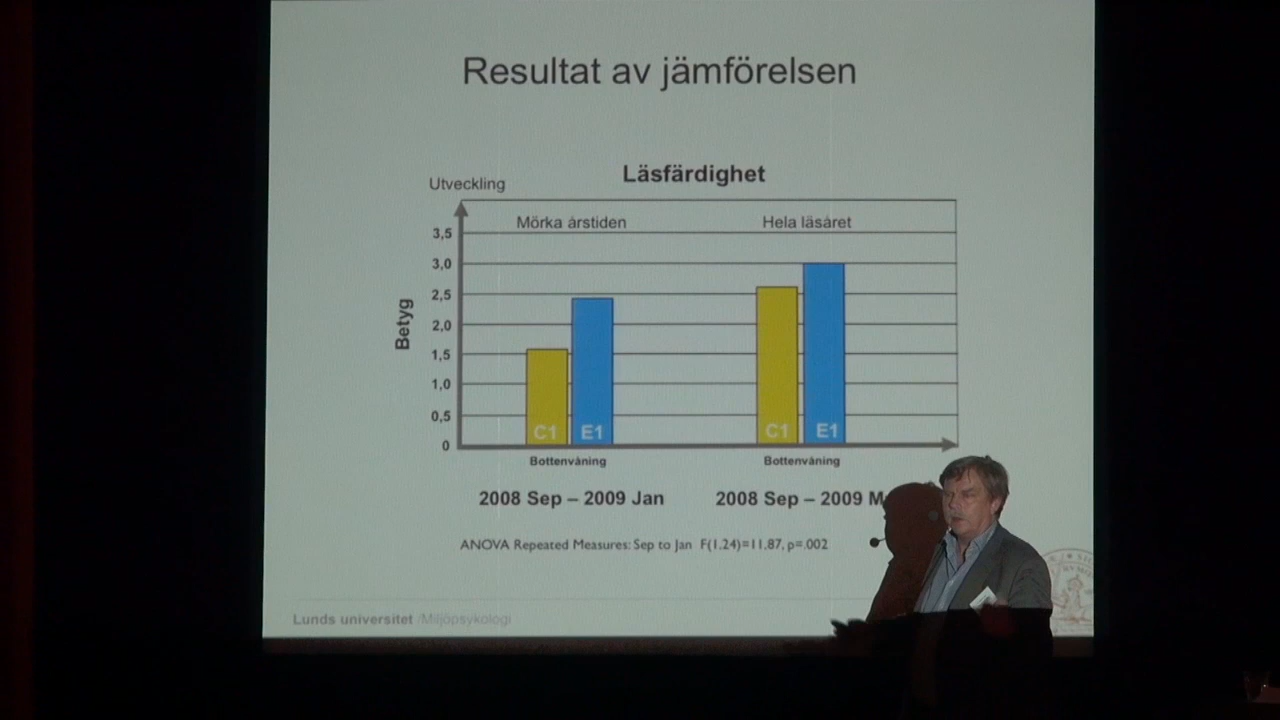 Resultat av jämförelsen
Läsfärdighet
Utveckling
Mörka årstiden
Hela läsåret
3,5
3,0
2,5
2,0
1,5
1,0
0,5
0
Betyg
C1 E1
C1 E1
Bottenvåning
Bottenvåning
2008 Sep – 2009 Jan
2008 Sep – 2009 M
ANOVA Repeated Measures: Sep to Jan F(1.24)=11.87, p=.002
Lunds universitet /Miljöpsykologi